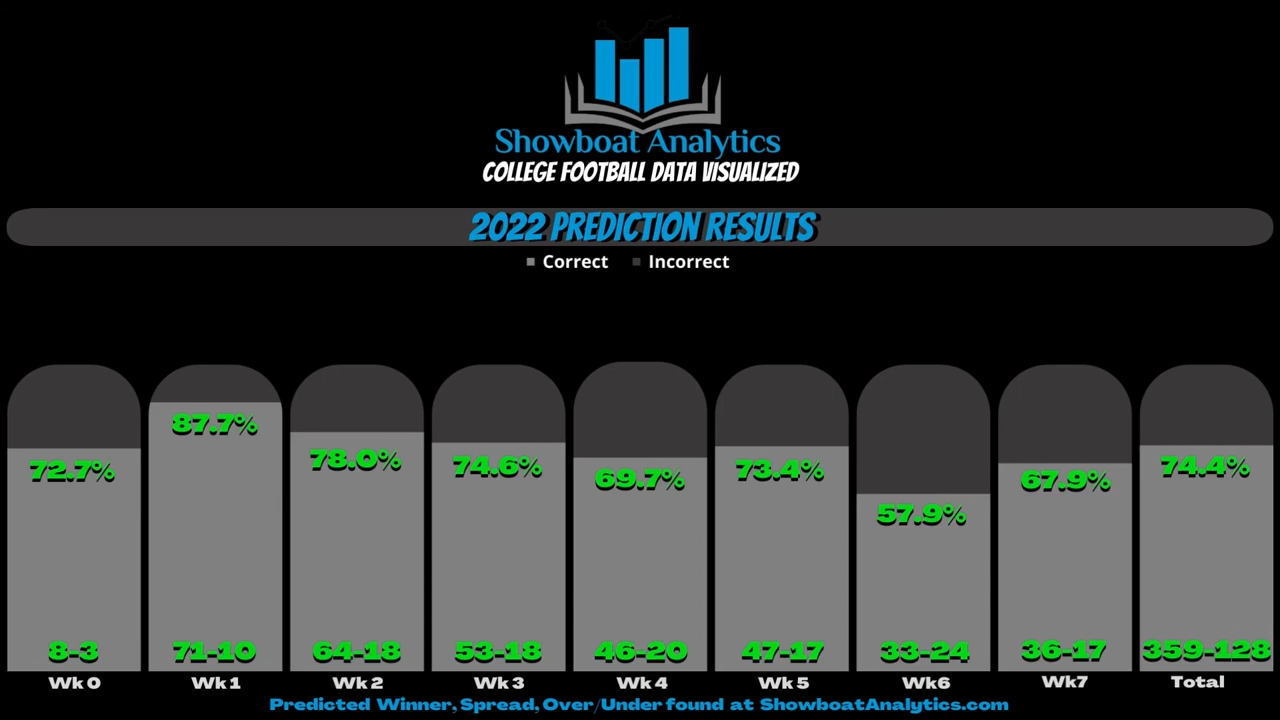 Showboat Analytics
COLLEGE FOOTBALL DATA VISUALIZED
2022 PREDICTION RESULTS
Correct Incorrect
72.7% 87.7% 78.0% 74.6% 69.7% 73.4% 57.9% 67.9% 74.4%
8-3 71-10 64-18 53-18 46-20 47-17 33-24 36-17 359-128
Wk 0 Wk 1 Wk 2 Wk 3 Wk 4 Wk 5 Wk6 Wk7 Total
Predicted Winner, Spread, Over/Under found at ShowboatAnalytics.com